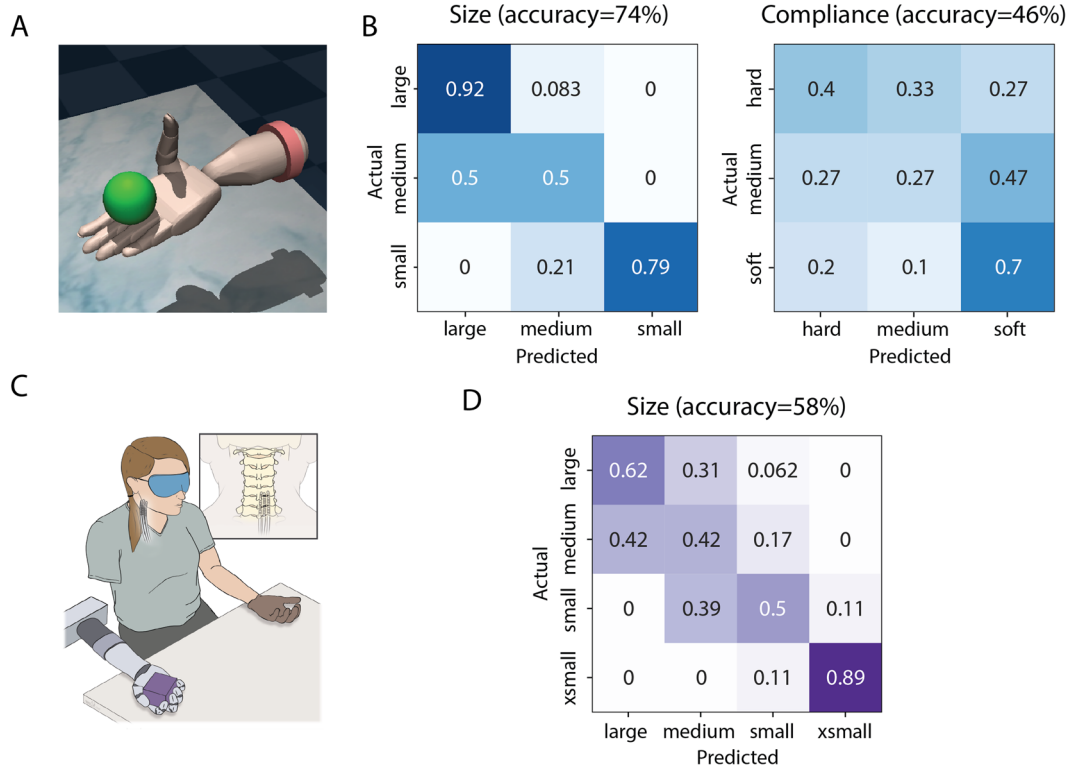 A
B
Size (accuracy=74%)
Actual
large
medium
small
0.92 0.083 0
0.5 0.5 0
0 0.21 0.79
large medium small
Predicted
Compliance (accuracy=46%)
Actual
hard
medium
soft
0.4 0.33 0.27
0.27 0.27 0.47
0.2 0.1 0.7
hard medium soft
Predicted
C
D
Size (accuracy=58%)
Actual
large
medium
small
xsmall
0.62 0.31 0.062 0
0.42 0.42 0.17 0
0 0.39 0.5 0.11
0 0 0.11 0.89
large medium small xsmall
Predicted